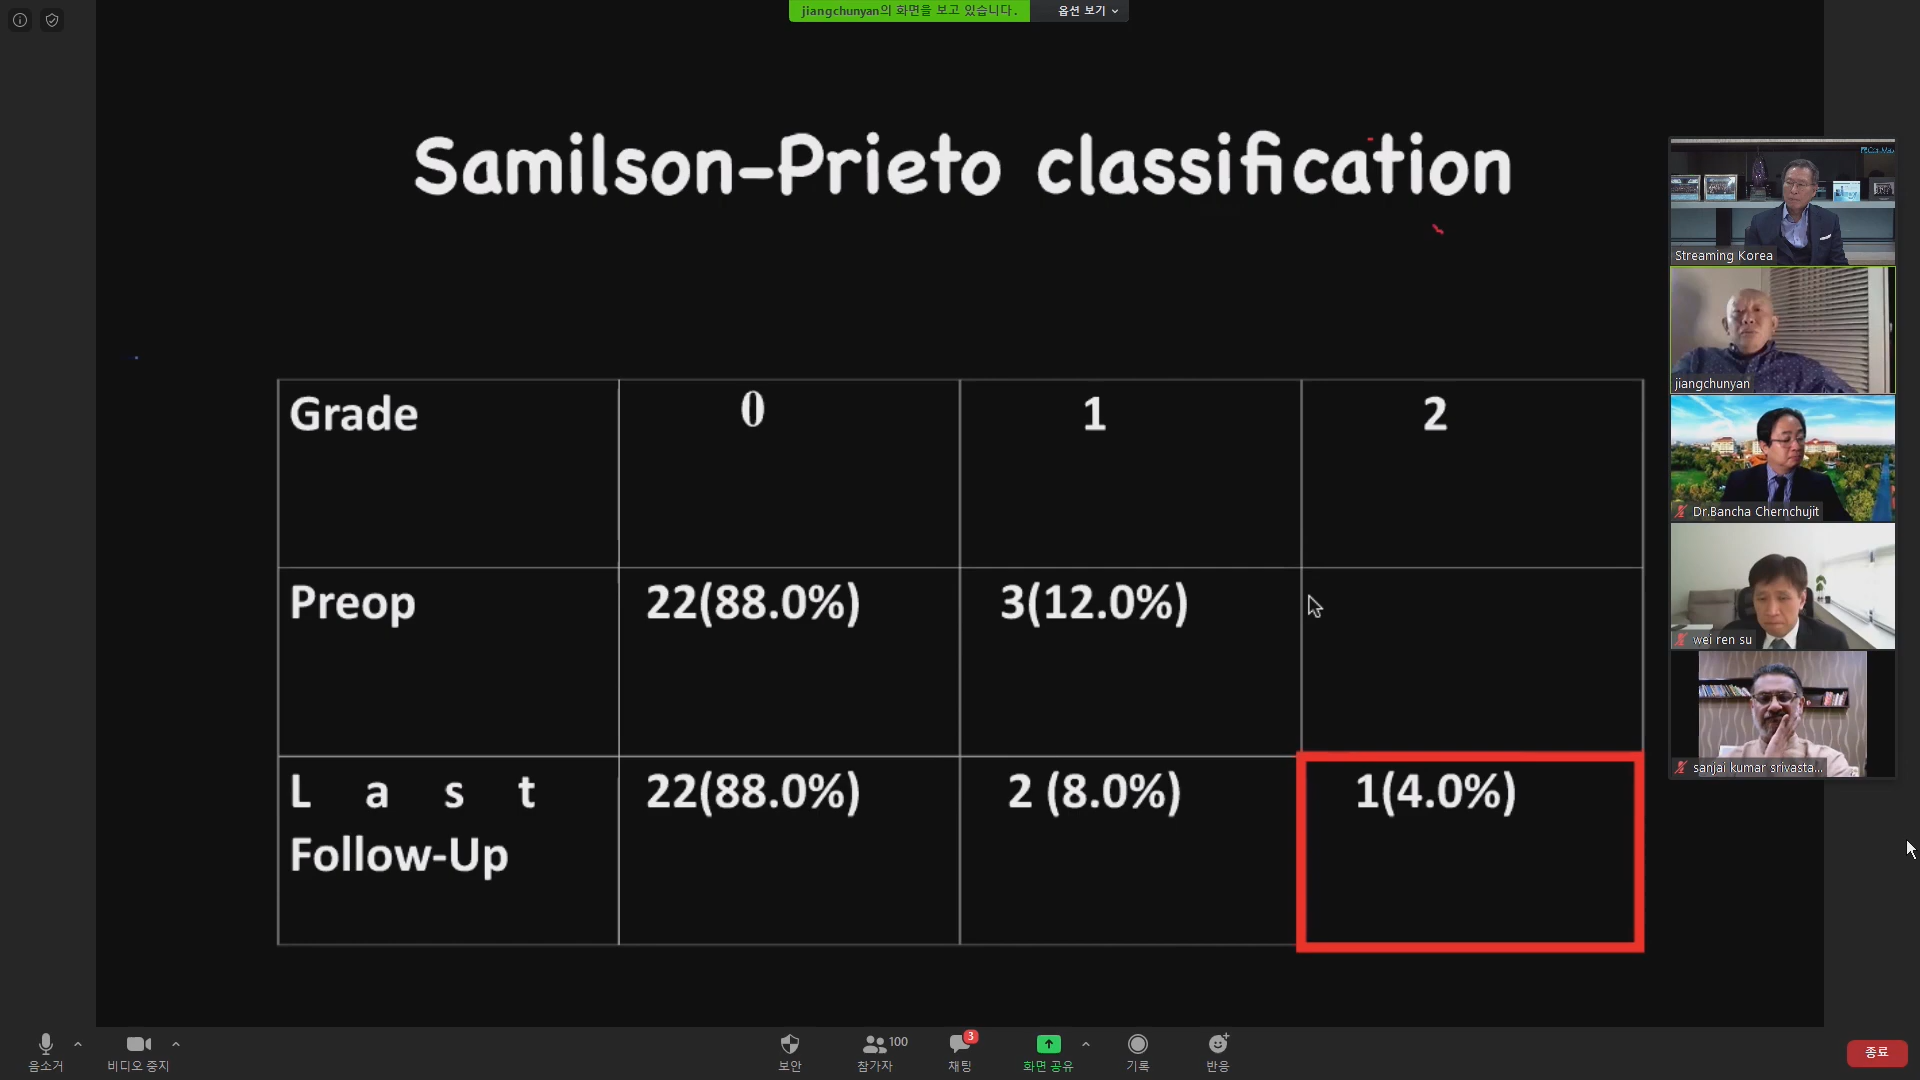 jiangchunyan의 화면을 보고 있습니다.
옵션 보기
Samilson-Prieto classification
Grade 0 1 2
Preop 22(88.0%) 3(12.0%)
L a s t 22(88.0%) 2 (8.0%) 1(4.0%)
Follow-Up
Streaming Korea
jiangchunyan
Dr.Bancha Chernchujit
wei ren su
sanjai kumar srivasta...
음소거
비디오 중지
보안
100
참가자
3
채팅
화면 공유
기록
반응
종료